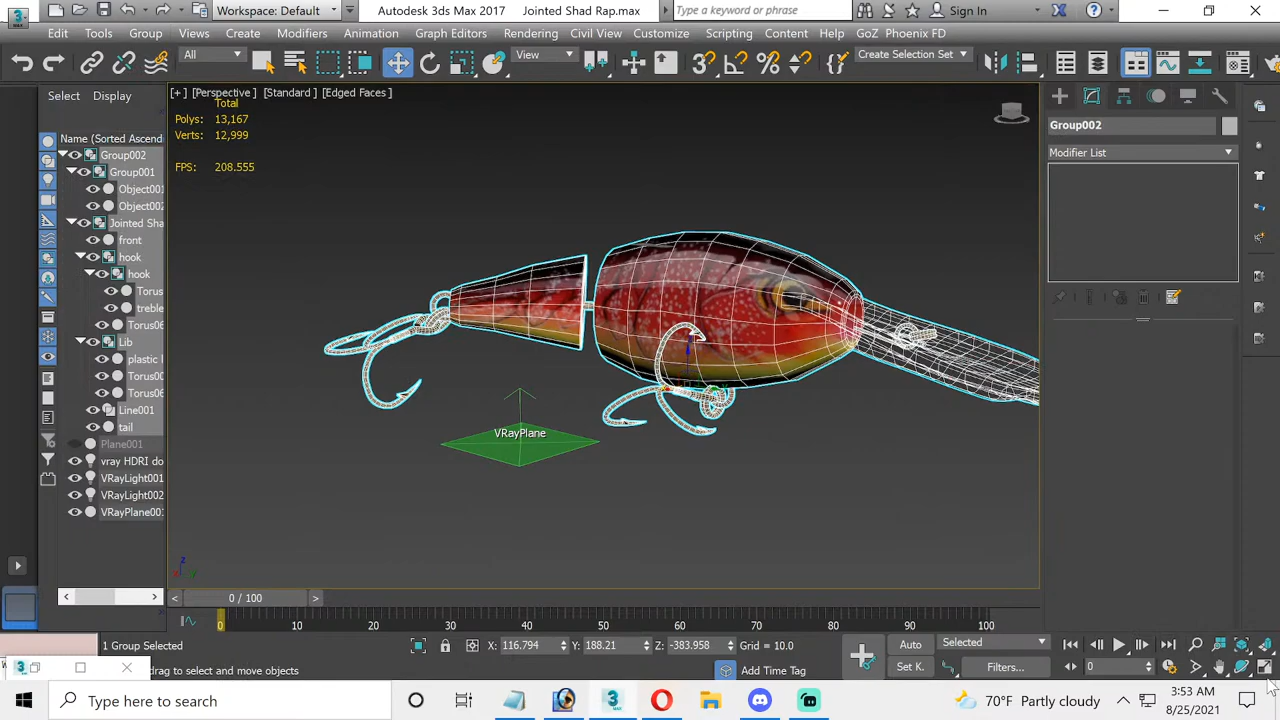 Workspace: Default
Autodesk 3ds Max 2017
Jointed Shad Rap.max
Type a keyword or phrase
Sign In
Edit
Tools
Group
Views
Create
Modifiers
Animation
Graph Editors
Rendering
Civil View
Customize
Scripting
Content
Help
GoZ
Phoenix FD
All
View
Create Selection Set
Select
Display
[+] [Perspective] [Standard] [Edged Faces]
Total
Polys: 13,167
Verts: 12,999
FPS: 208.555
Name (Sorted Ascen
Group002
Group001
Object001
Object002
Jointed Sha
front
hook
hook
Torus
treble
Torus06
Lib
plastic l
Torus00
Torus06
Line001
tail
Plane001
vray HDRI do
VRayLight001
VRayLight002
VRayPlane001
VRayPlane
Group002
Modifier List
0 / 100
0 10 20 30 40 50 60 70 80 90 100
1 Group Selected
X: 116.794
Y: 188.21
Z: -383.958
Grid = 10.0
Auto
Selected
drag to select and move objects
Add Time Tag
Set K.
Filters...
0
Type here to search
70°F Partly cloudy
3:53 AM
8/25/2021